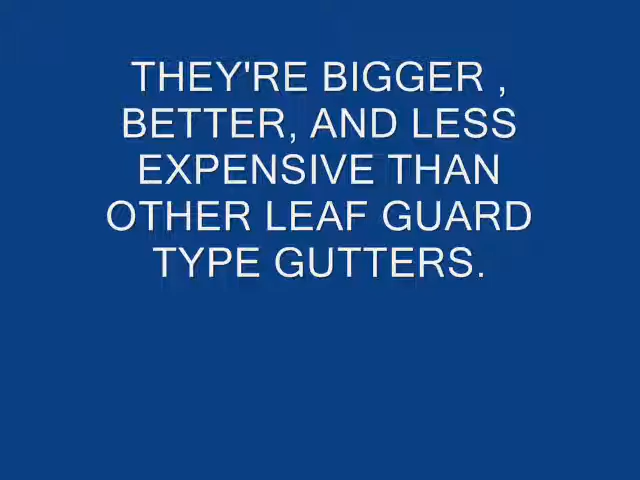 THEY'RE BIGGER ,
BETTER, AND LESS
EXPENSIVE THAN
OTHER LEAF GUARD
TYPE GUTTERS.